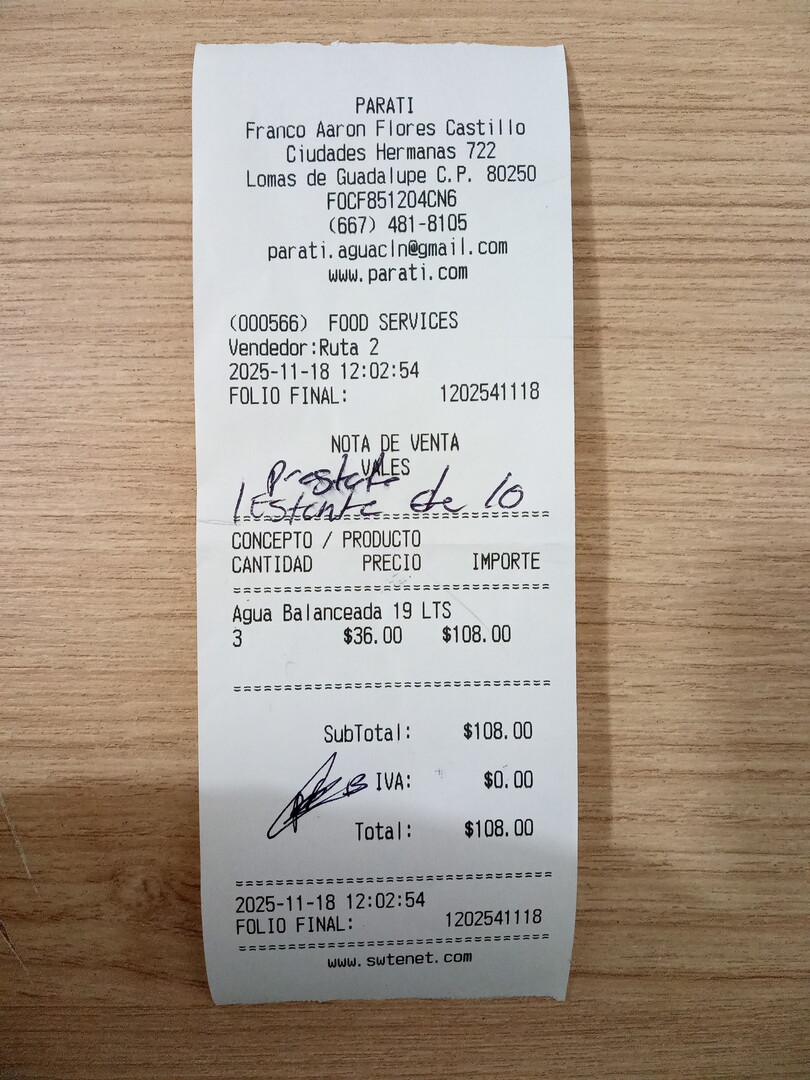 PARATI
Franco Aaron Flores Castillo
Ciudades Hermanas 722
Lomas de Guadalupe C.P. 80250
FOCF851204CN6
(667) 481-8105
parati.aguacln@gmail.com
www.parati.com
(000566) FOOD SERVICES
Vendedor:Ruta 2
2025-11-18 12:02:54
FOLIO FINAL: 1202541118
NOTA DE VENTA
VALES
1 Estante de 10
CONCEPTO / PRODUCTO
CANTIDAD PRECIO IMPORTE
Agua Balanceada 19 LTS
3 $36.00 $108.00
SubTotal: $108.00
IVA: $0.00
Total: $108.00
2025-11-18 12:02:54
FOLIO FINAL: 1202541118
www.swtenet.com